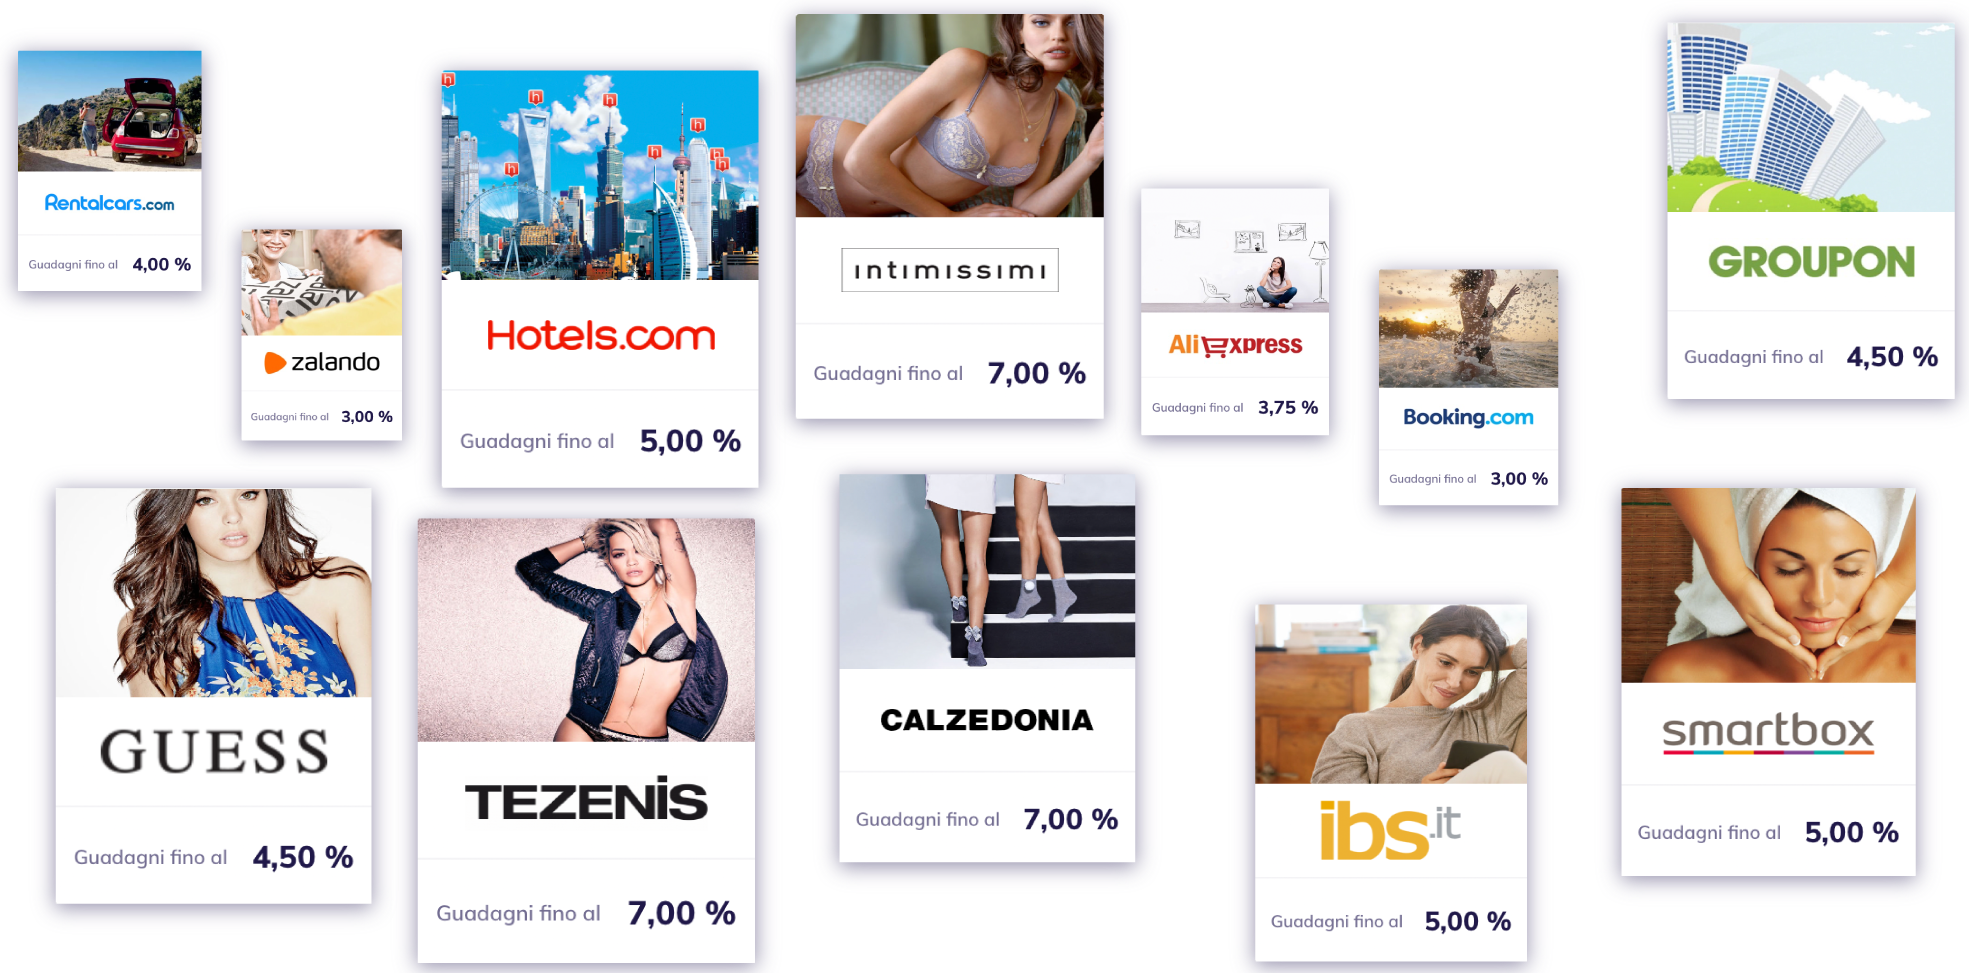 Rentalcars.com
Guadagni fino al 4,00 %
zalando
Guadagni fino al 3,00 %
h
h
h
h
h
h
h
h
Hotels.com
Guadagni fino al 5,00 %
intimissimi
Guadagni fino al 7,00 %
AliExpress
Guadagni fino al 3,75 %
Booking.com
Guadagni fino al 3,00 %
GROUPON
Guadagni fino al 4,50 %
GUESS
Guadagni fino al 4,50 %
TEZENIS
Guadagni fino al 7,00 %
CALZEDONIA
Guadagni fino al 7,00 %
ibs.it
Guadagni fino al 5,00 %
smartbox
Guadagni fino al 5,00 %